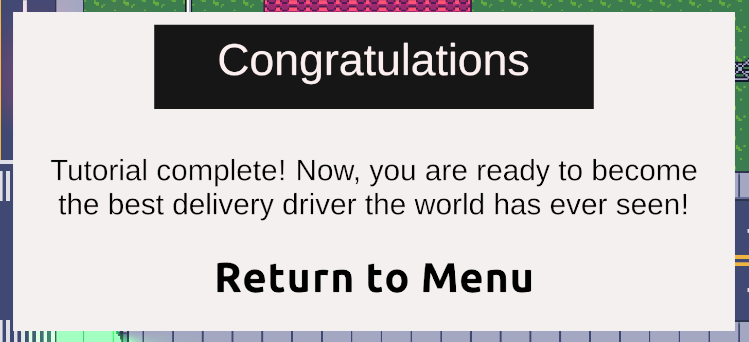 Congratulations
Tutorial complete! Now, you are ready to become
the best delivery driver the world has ever seen!
Return to Menu